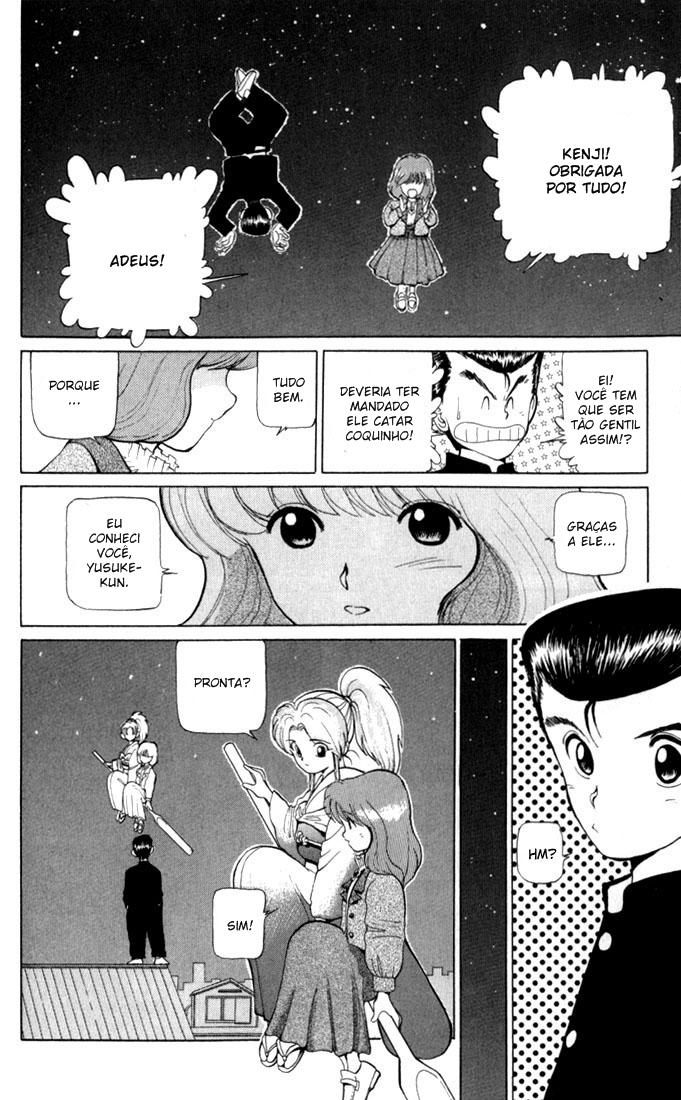 KENJI!
OBRIGADA
POR TUDO!
ADEUS!
EI!
VOCÊ TEM
QUE SER
TÃO GENTIL
ASSIM!?
DEVERIA TER
MANDADO
ELE CATAR
COQUINHO!
TUDO
BEM.
PORQUE
...
GRAÇAS
A ELE...
EU
CONHECI
VOCÊ,
YUSUKE-
KUN.
HM?
PRONTA?
SIM!